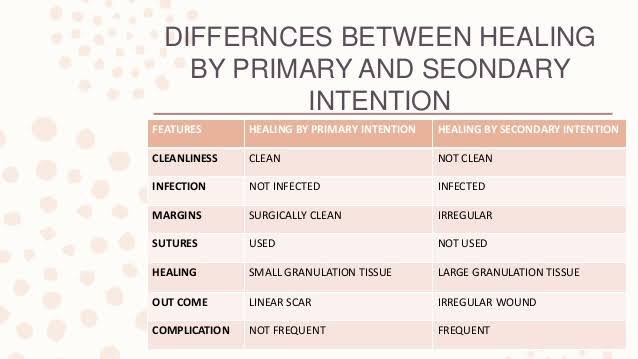 DIFFERNCES BETWEEN HEALING
BY PRIMARY AND SEONDARY
INTENTION
FEATURES HEALING BY PRIMARY INTENTION HEALING BY SECONDARY INTENTION
CLEANLINESS CLEAN NOT CLEAN
INFECTION NOT INFECTED INFECTED
MARGINS SURGICALLY CLEAN IRREGULAR
SUTURES USED NOT USED
HEALING SMALL GRANULATION TISSUE LARGE GRANULATION TISSUE
OUT COME LINEAR SCAR IRREGULAR WOUND
COMPLICATION NOT FREQUENT FREQUENT